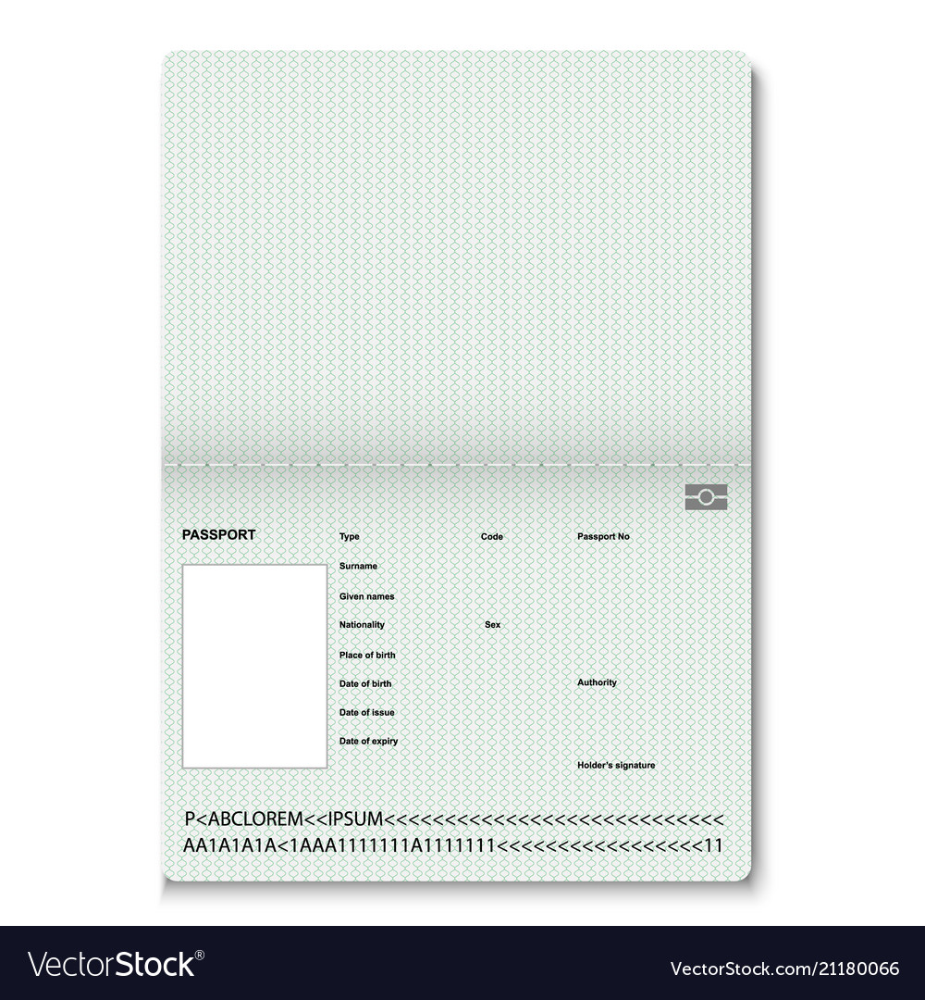 PASSPORT Type Code Passport No
Surname
Given names
Nationality Sex
Place of birth
Date of birth Authority
Date of issue
Date of expiry
Holder's signature
P<ABCLOREM<<IPSUM<<<<<<<<<<<<<<<<<<<<<<<<<<<<
AA1A1A1A<1AAA1111111A1111111<<<<<<<<<<<<<<<<<11
VectorStock®
VectorStock.com/21180066